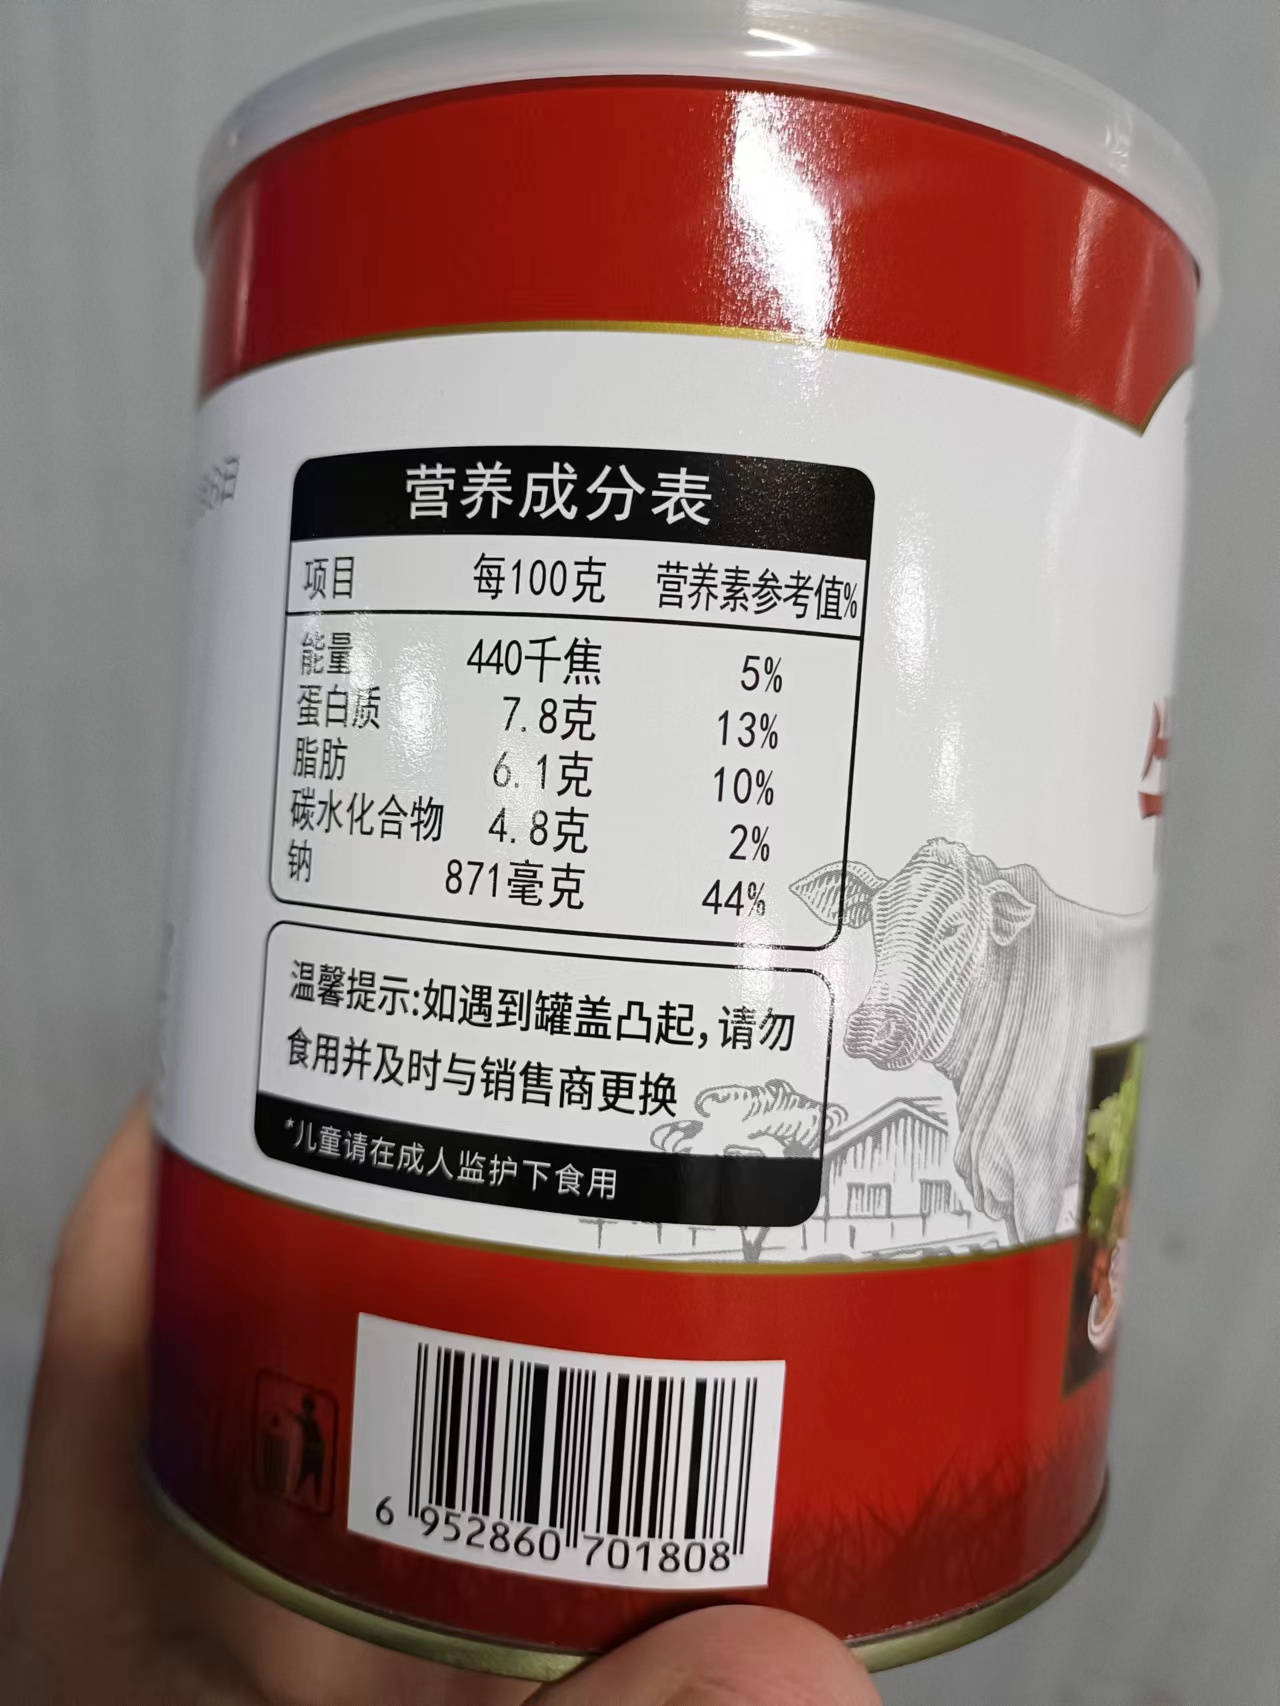 营养成分表
项目 每100克 营养素参考值%
能量 440千焦 5%
蛋白质 7.8克 13%
脂肪 6.1克 10%
碳水化合物 4.8克 2%
钠 871毫克 44%
温馨提示:如遇到罐盖凸起,请勿
食用并及时与销售商更换
*儿童请在成人监护下食用
6 952860 701808